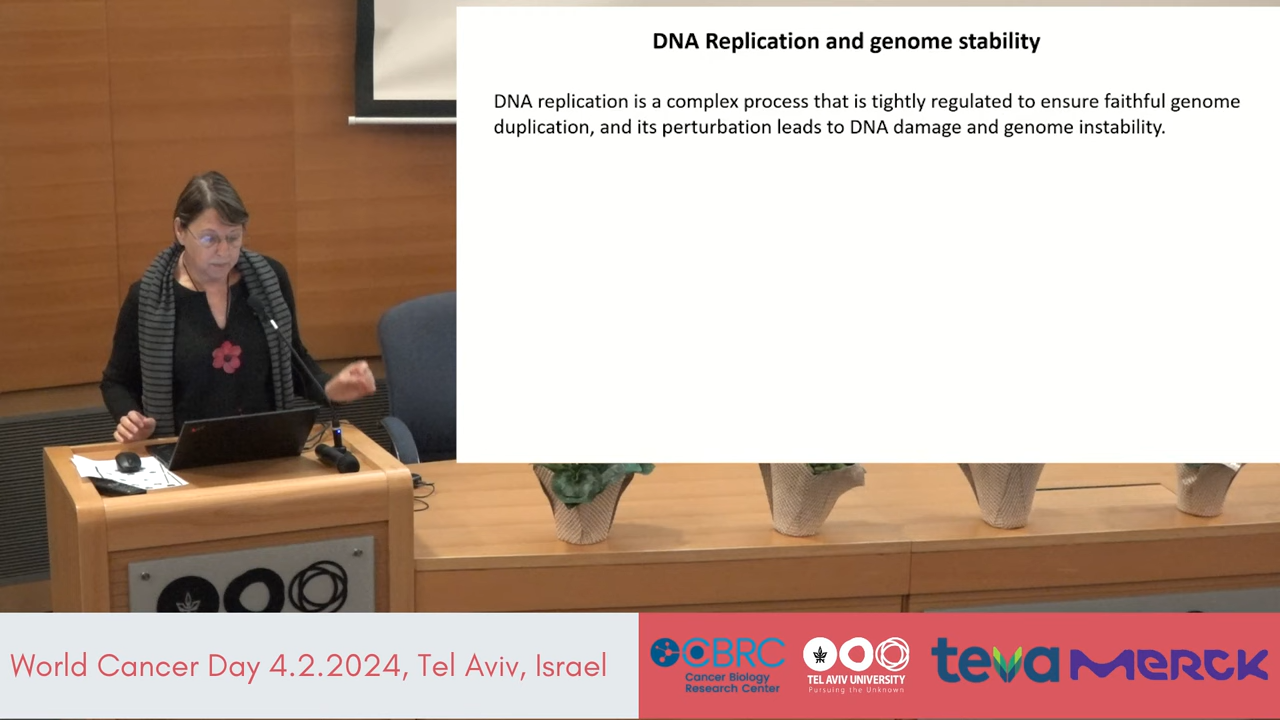 DNA Replication and genome stability
DNA replication is a complex process that is tightly regulated to ensure faithful genome
duplication, and its perturbation leads to DNA damage and genome instability.
World Cancer Day 4.2.2024, Tel Aviv, Israel
CBRC
Cancer Biology
Research Center
TEL AVIV UNIVERSITY
Pursuing the Unknown
teva
MERCK